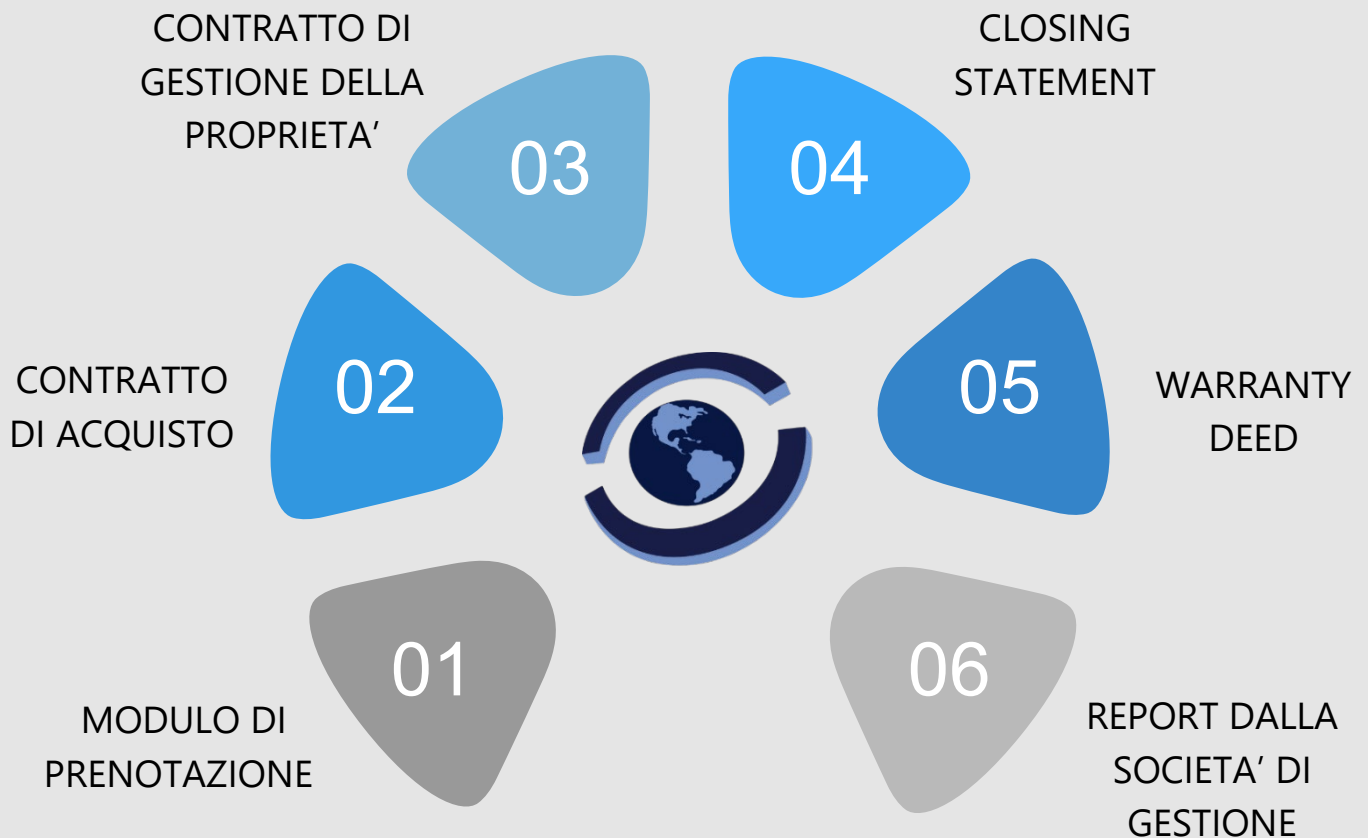 01
MODULO DI
PRENOTAZIONE
02
CONTRATTO
DI ACQUISTO
03
CONTRATTO DI
GESTIONE DELLA
PROPRIETA’
04
CLOSING
STATEMENT
05
WARRANTY
DEED
06
REPORT DALLA
SOCIETA’ DI
GESTIONE